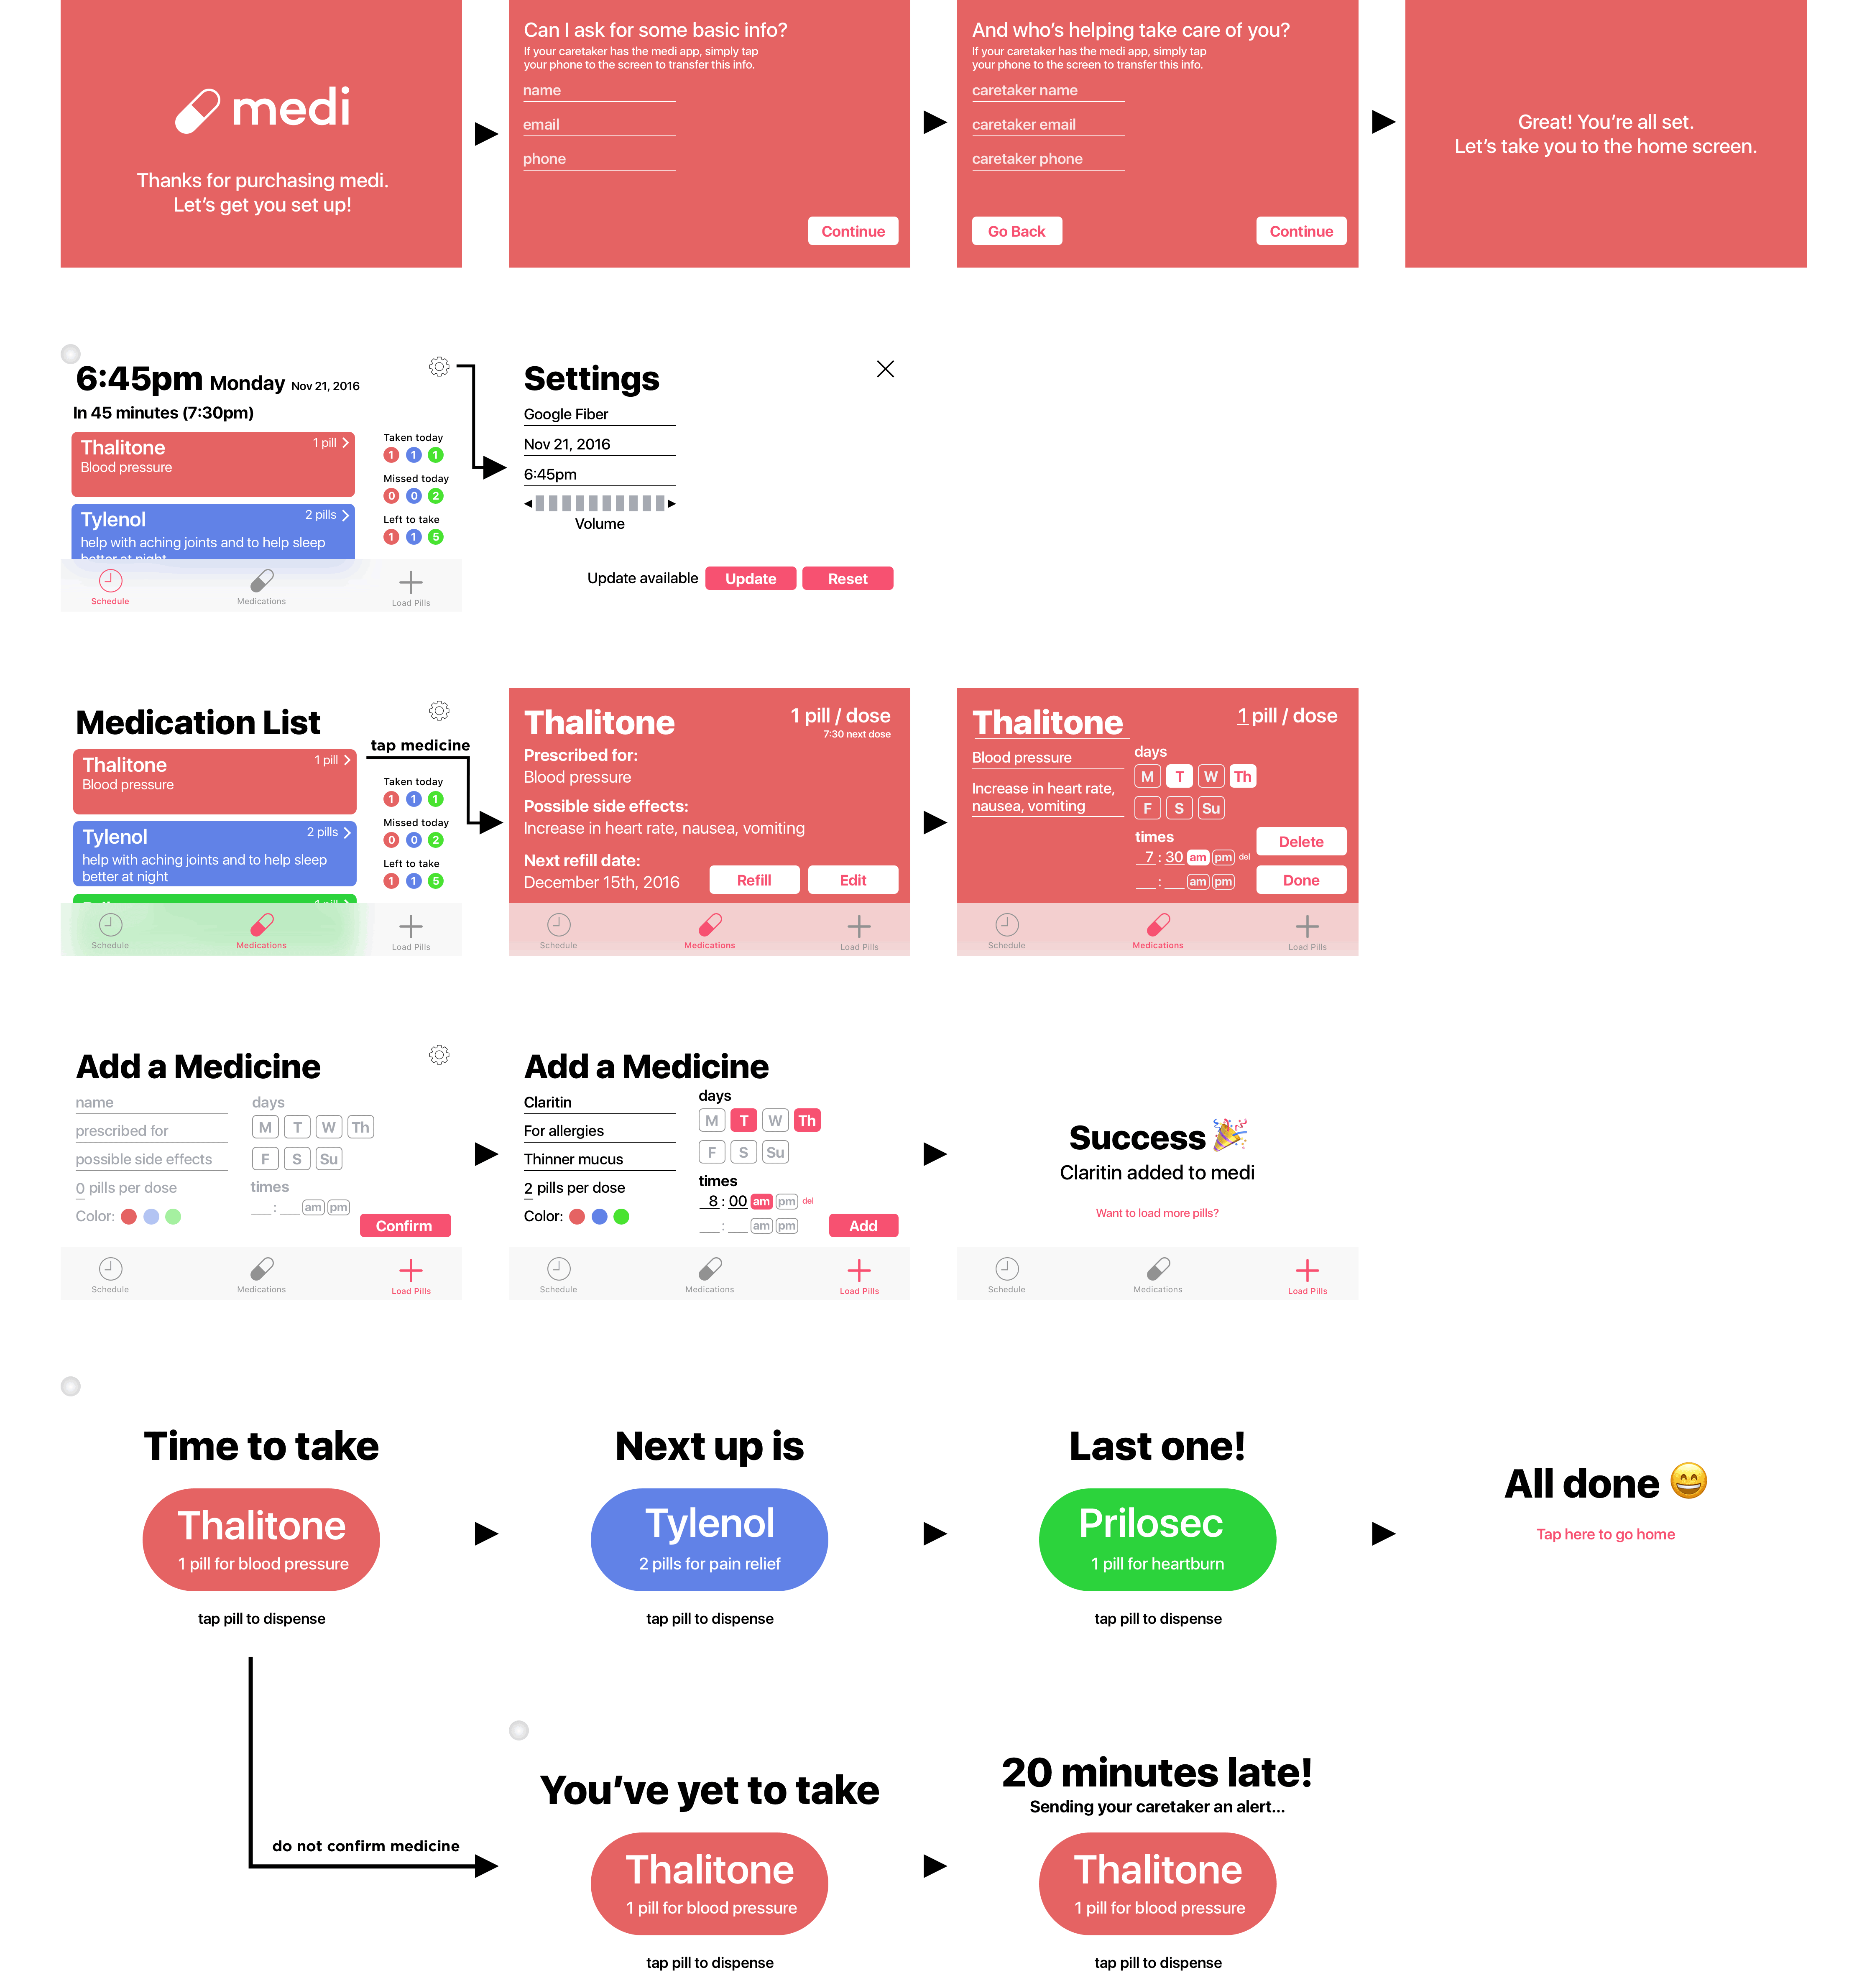 medi
Thanks for purchasing medi.
Let's get you set up!
Can I ask for some basic info?
If your caretaker has the medi app, simply tap
your phone to the screen to transfer this info.
name
email
phone
Continue
And who's helping take care of you?
If your caretaker has the medi app, simply tap
your phone to the screen to transfer this info.
caretaker name
caretaker email
caretaker phone
Go Back
Continue
Great! You're all set.
Let's take you to the home screen.
6:45pm Monday Nov 21, 2016
In 45 minutes (7:30pm)
Thalitone 1 pill
Blood pressure
Tylenol 2 pills
help with aching joints and to help sleep
better at night
Taken today
1 1 1
Missed today
0 0 2
Left to take
1 1 5
Schedule Medications Load Pills
Settings
Google Fiber
Nov 21, 2016
6:45pm
Volume
Update available Update Reset
Medication List
Thalitone 1 pill
Blood pressure
Tylenol 2 pills
help with aching joints and to help sleep
better at night
1 pill
tap medicine
Taken today
1 1 1
Missed today
0 0 2
Left to take
1 1 5
Schedule Medications Load Pills
Thalitone 1 pill / dose
7:30 next dose
Prescribed for:
Blood pressure
Possible side effects:
Increase in heart rate, nausea, vomiting
Next refill date:
December 15th, 2016
Refill Edit
Schedule Medications Load Pills
Thalitone 1 pill / dose
Blood pressure
Increase in heart rate,
nausea, vomiting
days
M T W Th
F S Su
times
7 : 30 am pm del
: am pm
Delete
Done
Schedule Medications Load Pills
Add a Medicine
name
prescribed for
possible side effects
0 pills per dose
Color:
days
M T W Th
F S Su
times
: am pm
Confirm
Schedule Medications Load Pills
Add a Medicine
Claritin
For allergies
Thinner mucus
2 pills per dose
Color:
days
M T W Th
F S Su
times
8 : 00 am pm del
: am pm
Add
Schedule Medications Load Pills
Success
Claritin added to medi
Want to load more pills?
Schedule Medications Load Pills
Time to take
Thalitone
1 pill for blood pressure
tap pill to dispense
Next up is
Tylenol
2 pills for pain relief
tap pill to dispense
Last one!
Prilosec
1 pill for heartburn
tap pill to dispense
All done
Tap here to go home
do not confirm medicine
You've yet to take
Thalitone
1 pill for blood pressure
tap pill to dispense
20 minutes late!
Sending your caretaker an alert...
Thalitone
1 pill for blood pressure
tap pill to dispense